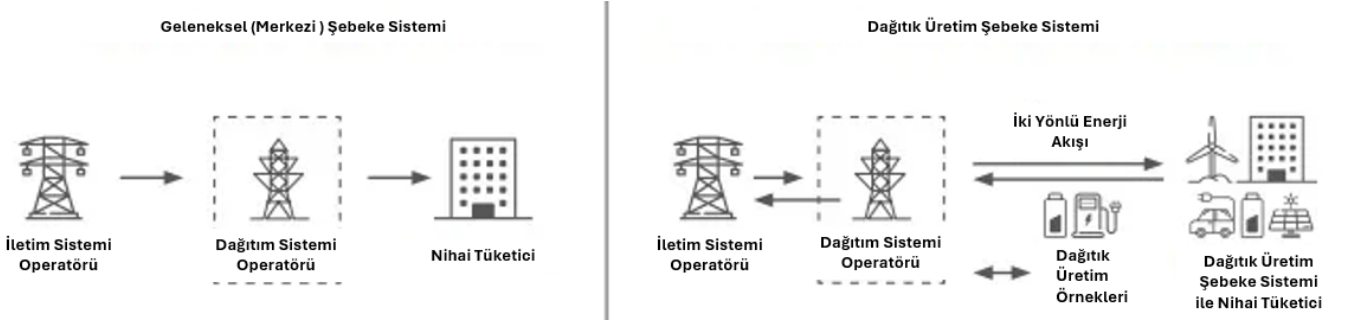 Geleneksel (Merkezi ) Şebeke Sistemi
İletim Sistemi
Operatörü
Dağıtım Sistemi
Operatörü
Nihai Tüketici
Dağıtık Üretim Şebeke Sistemi
İki Yönlü Enerji
Akışı
İletim Sistemi
Operatörü
Dağıtım Sistemi
Operatörü
Dağıtık
Üretim
Örnekleri
Dağıtık Üretim
Şebeke Sistemi
ile Nihai Tüketici